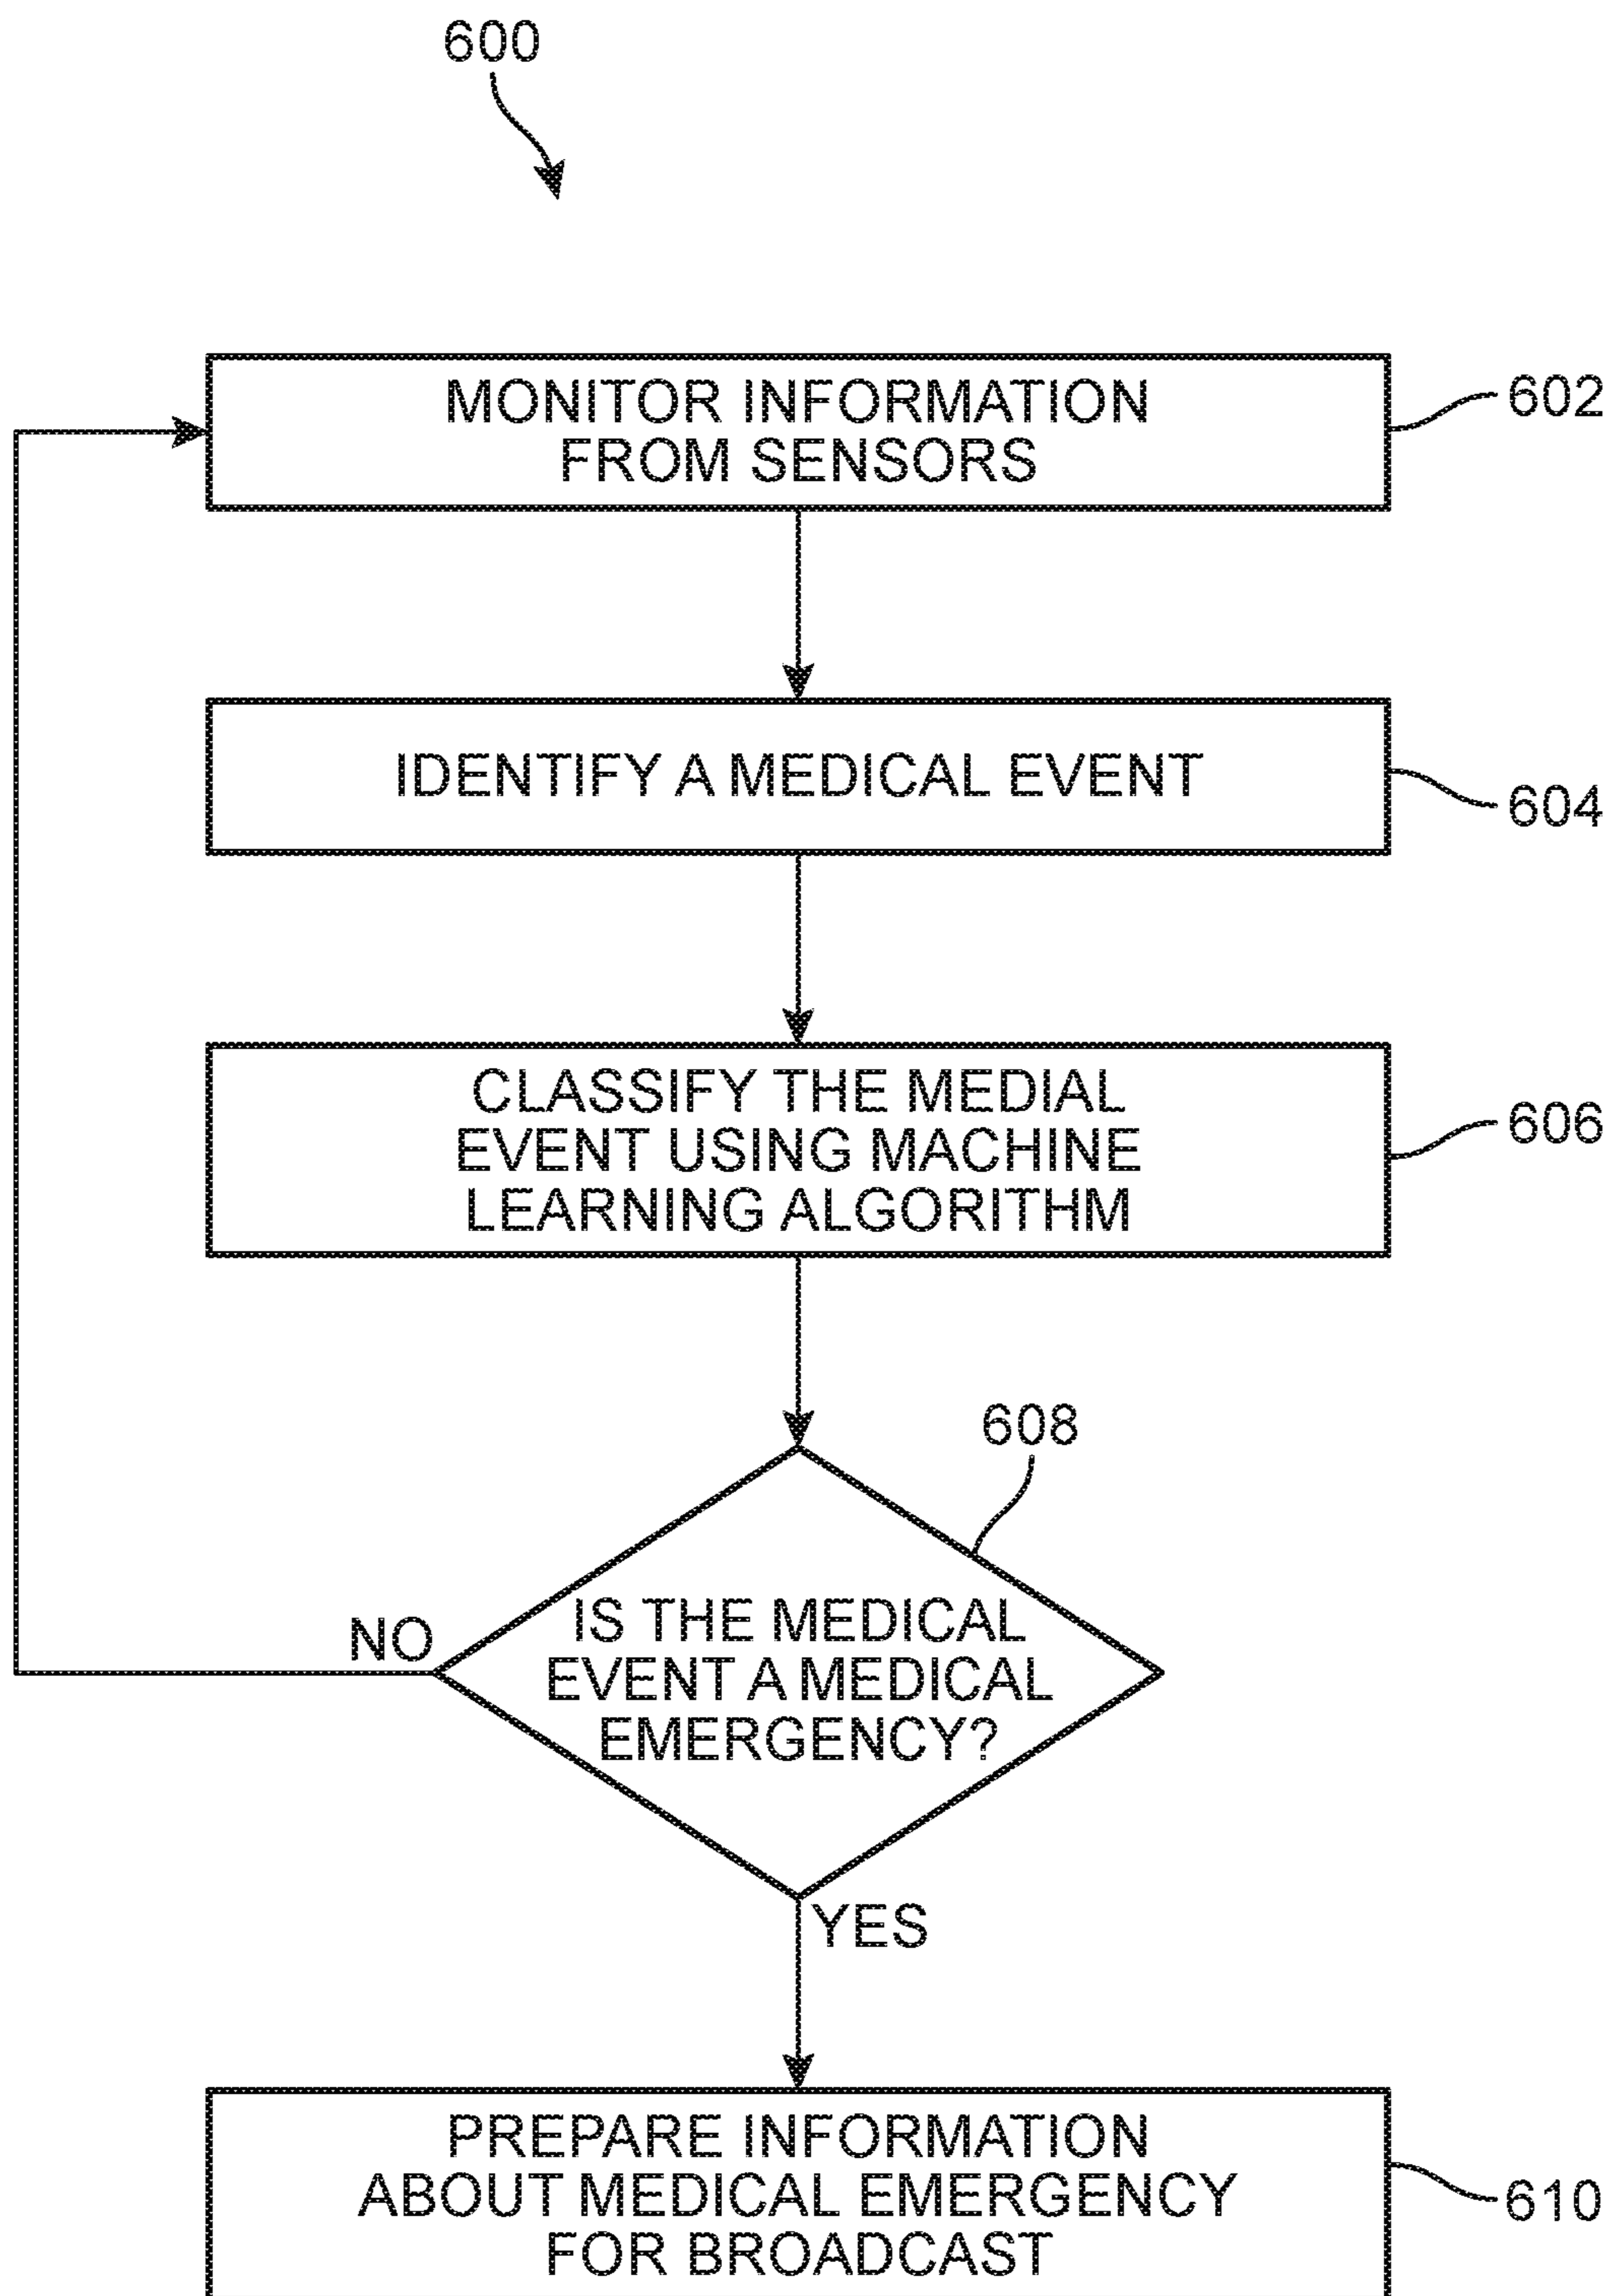 600
MONITOR INFORMATION
FROM SENSORS
602
IDENTIFY A MEDICAL EVENT
604
CLASSIFY THE MEDIAL
EVENT USING MACHINE
LEARNING ALGORITHM
606
608
IS THE MEDICAL
EVENT A MEDICAL
EMERGENCY?
NO
YES
PREPARE INFORMATION
ABOUT MEDICAL EMERGENCY
FOR BROADCAST
610